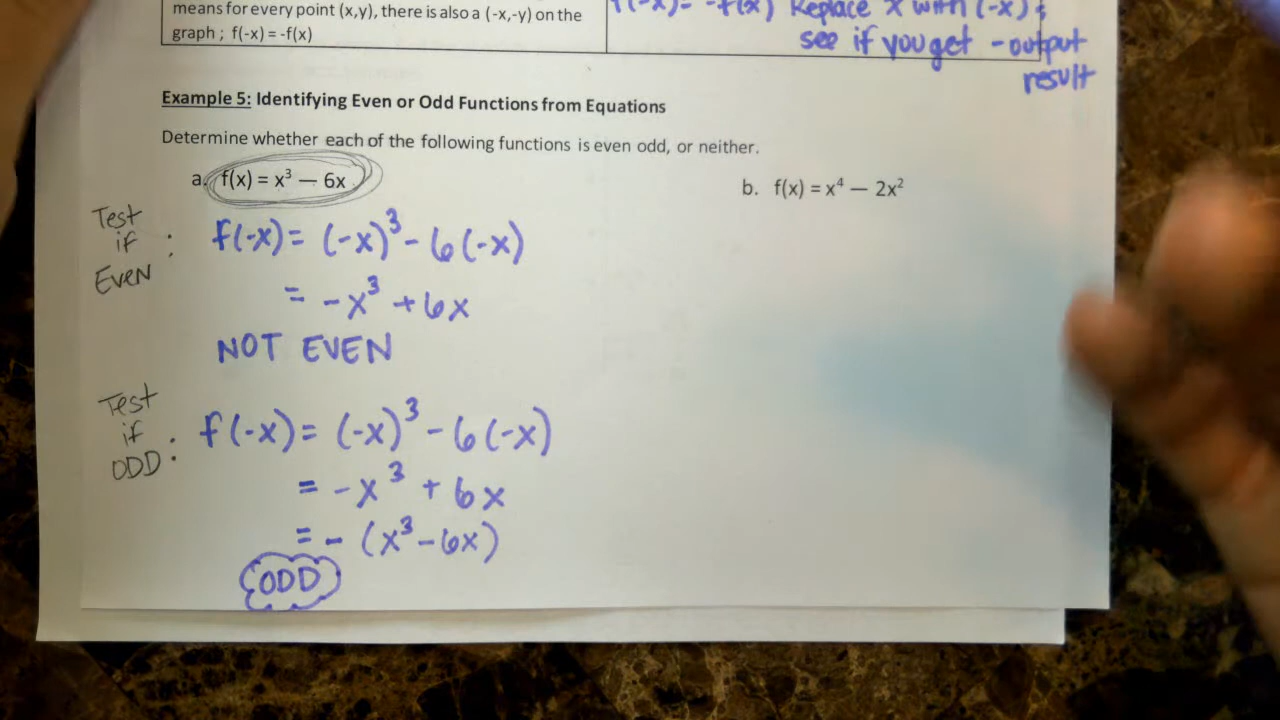 means for every point (x,y), there is also a (-x,-y) on the
graph ; f(-x) = -f(x)
f(-x) = -f(x) Replace x with (-x) &
see if you get - output
result
Example 5: Identifying Even or Odd Functions from Equations
Determine whether each of the following functions is even odd, or neither.
a. f(x) = x³ — 6x
b. f(x) = x⁴ — 2x²
Test
if
EVEN :
f(-x) = (-x)³ - 6(-x)
= -x³ + 6x
NOT EVEN
Test
if
ODD :
f(-x) = (-x)³ - 6(-x)
= -x³ + 6x
= - (x³ - 6x)
ODD